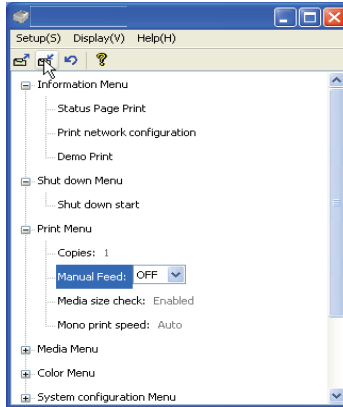 Setup(S) Display(V) Help(H)
Information Menu
Status Page Print
Print network configuration
Demo Print
Shut down Menu
Shut down start
Print Menu
Copies: 1
Manual Feed: OFF
Media size check: Enabled
Mono print speed: Auto
Media Menu
Color Menu
System configuration Menu